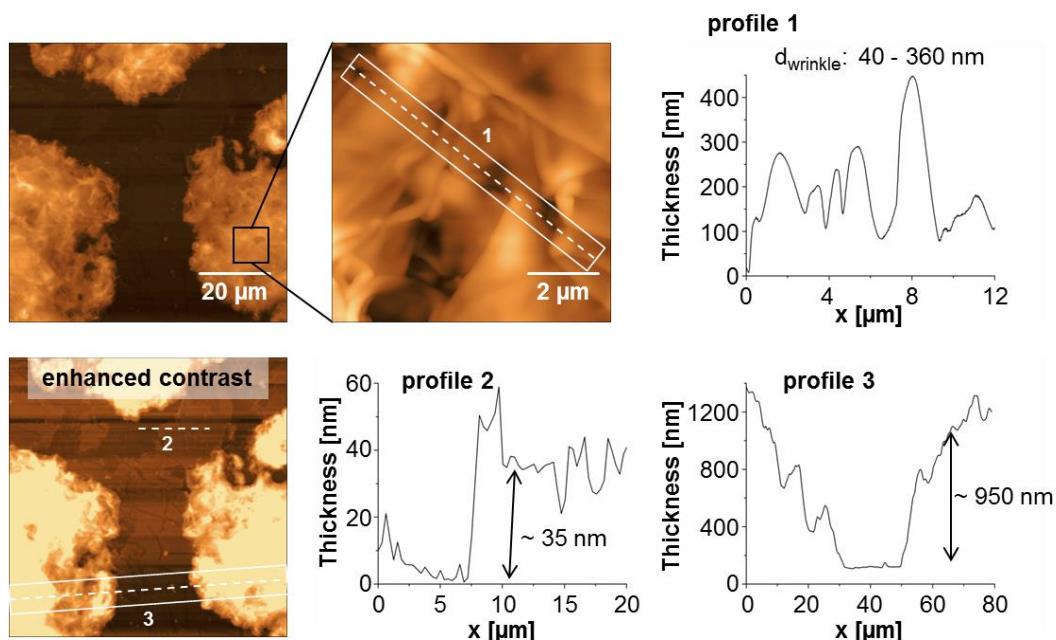 profile 1
d_wrinkle: 40 - 360 nm
Thickness [nm]
400
300
200
100
0
0 4 8 12
x [µm]
20 µm
1
2 µm
enhanced contrast
2
3
profile 2
Thickness [nm]
60
40
20
0
~ 35 nm
0 5 10 15 20
x [µm]
profile 3
Thickness [nm]
1200
800
400
0
~ 950 nm
0 20 40 60 80
x [µm]